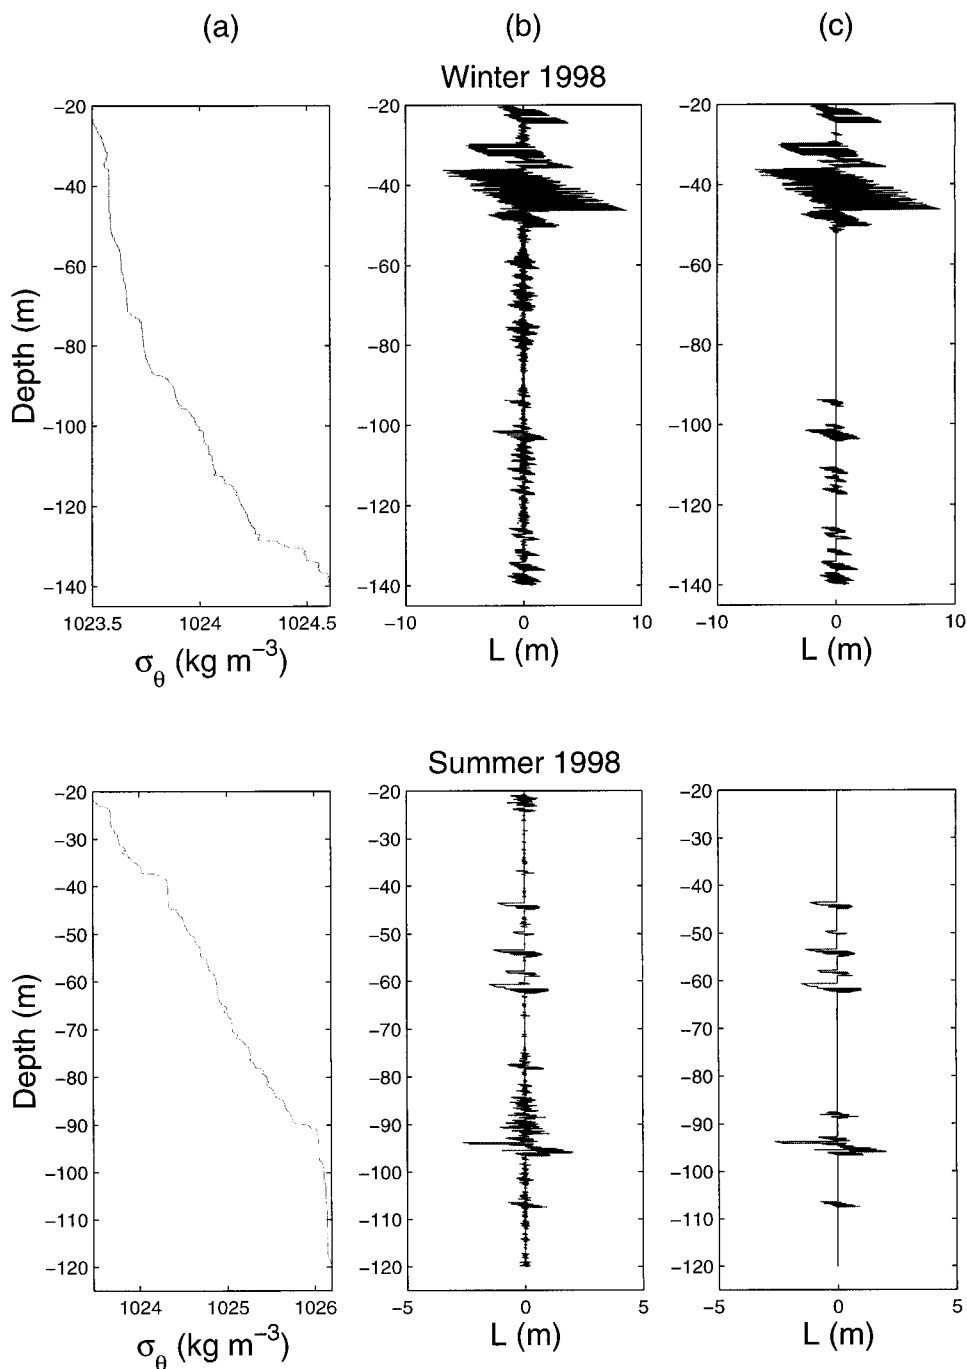 (a) (b) (c)
Winter 1998
−20 −20 −20
−40 −40 −40
−60 −60 −60
Depth (m)
−80 −80 −80
−100 −100 −100
−120 −120 −120
−140 −140 −140
1023.5 1024 1024.5 −10 0 10 −10 0 10
σθ (kg m−3) L (m) L (m)
Summer 1998
−20 −20 −20
−30 −30 −30
−40 −40 −40
−50 −50 −50
−60 −60 −60
Depth (m)
−70 −70 −70
−80 −80 −80
−90 −90 −90
−100 −100 −100
−110 −110 −110
−120 −120 −120
1024 1025 1026 −5 0 5 −5 0 5
σθ (kg m−3) L (m) L (m)